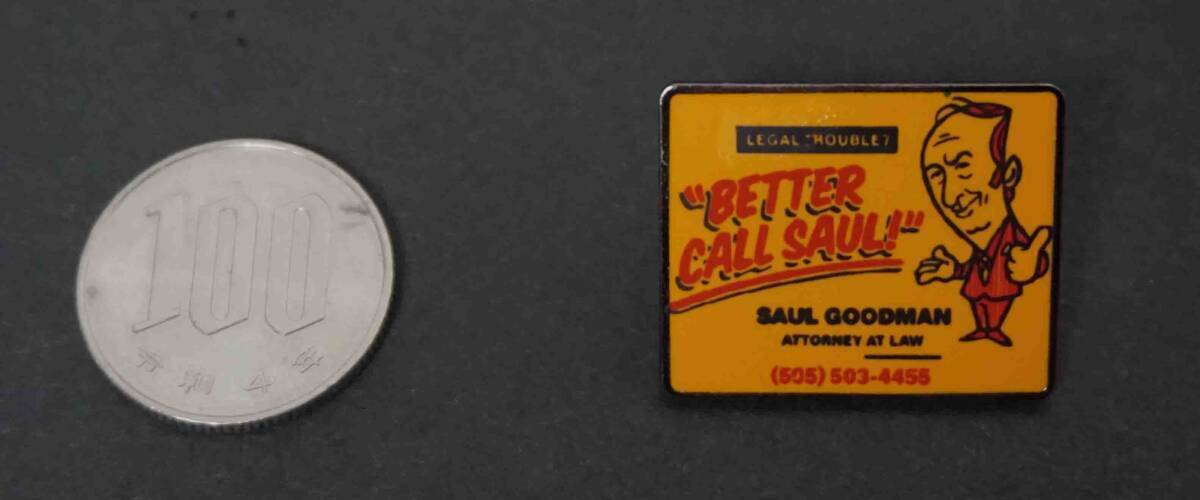 100
令和4年
LEGAL TROUBLE?
"BETTER
CALL SAUL!"
SAUL GOODMAN
ATTORNEY AT LAW
(505) 503-4455